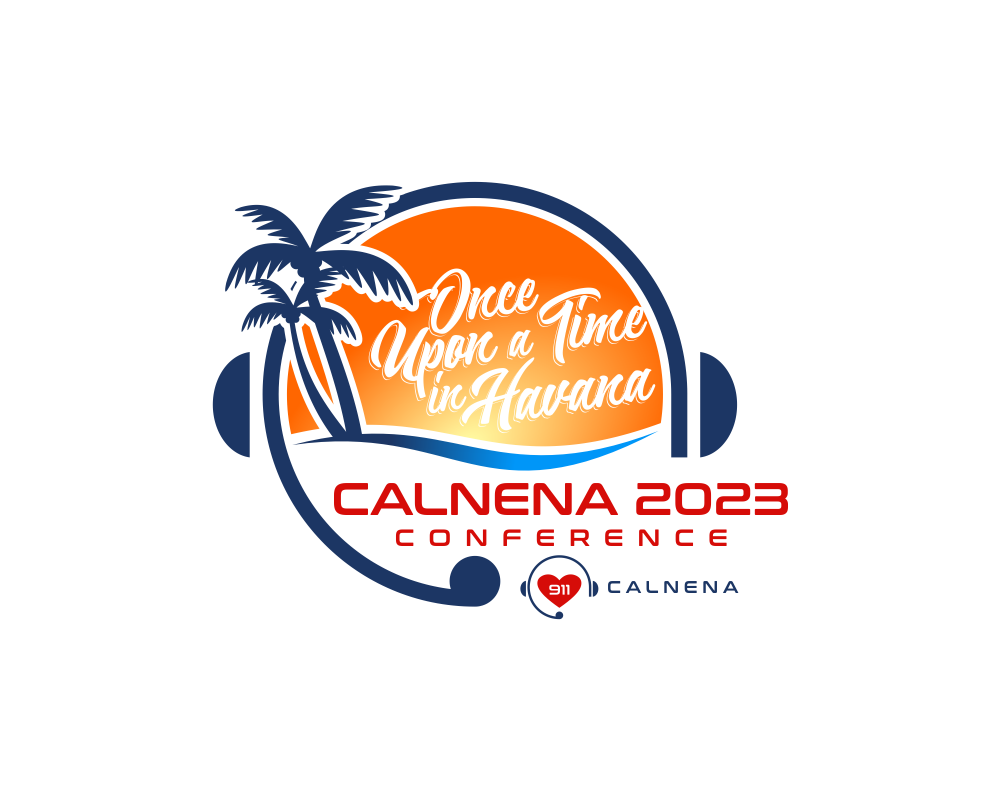 Once
Upon a Time
in Havana
CALNENA 2023
CONFERENCE
911 CALNENA